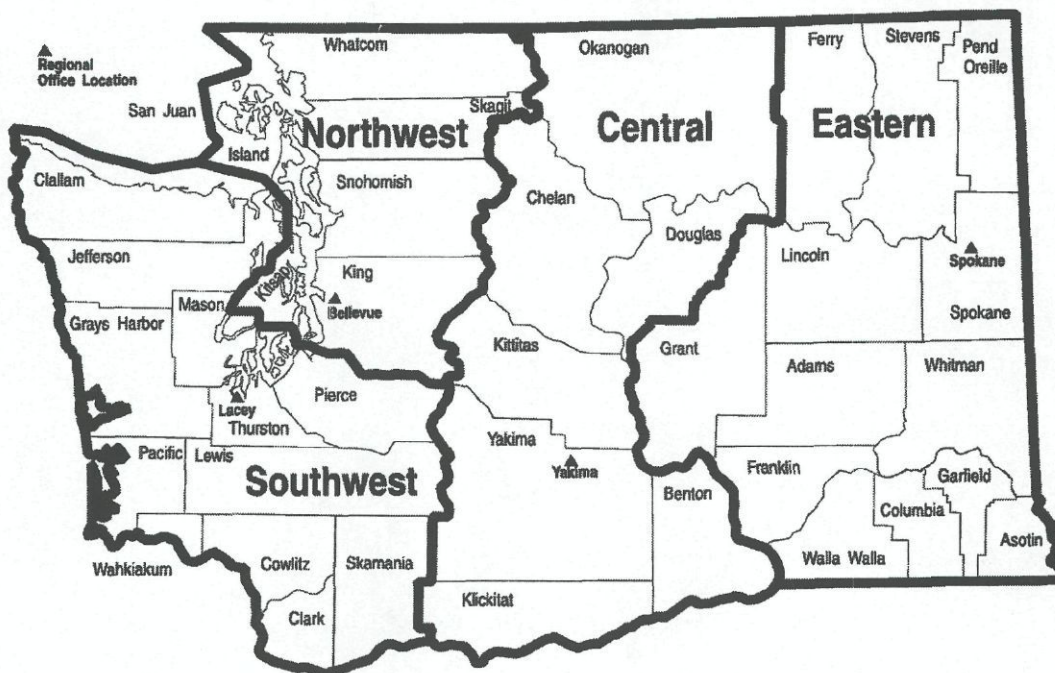 Regional
Office Location
San Juan
Whatcom
Skagit
Northwest
Island
Snohomish
King
Kitsap
Bellevue
Clallam
Jefferson
Mason
Grays Harbor
Lacey
Thurston
Pierce
Pacific
Lewis
Southwest
Wahkiakum
Cowlitz
Skamania
Clark
Okanogan
Central
Chelan
Douglas
Kittitas
Yakima
Yakima
Benton
Klickitat
Ferry
Stevens
Pend
Oreille
Eastern
Lincoln
Spokane
Spokane
Grant
Adams
Whitman
Franklin
Garfield
Columbia
Walla Walla
Asotin